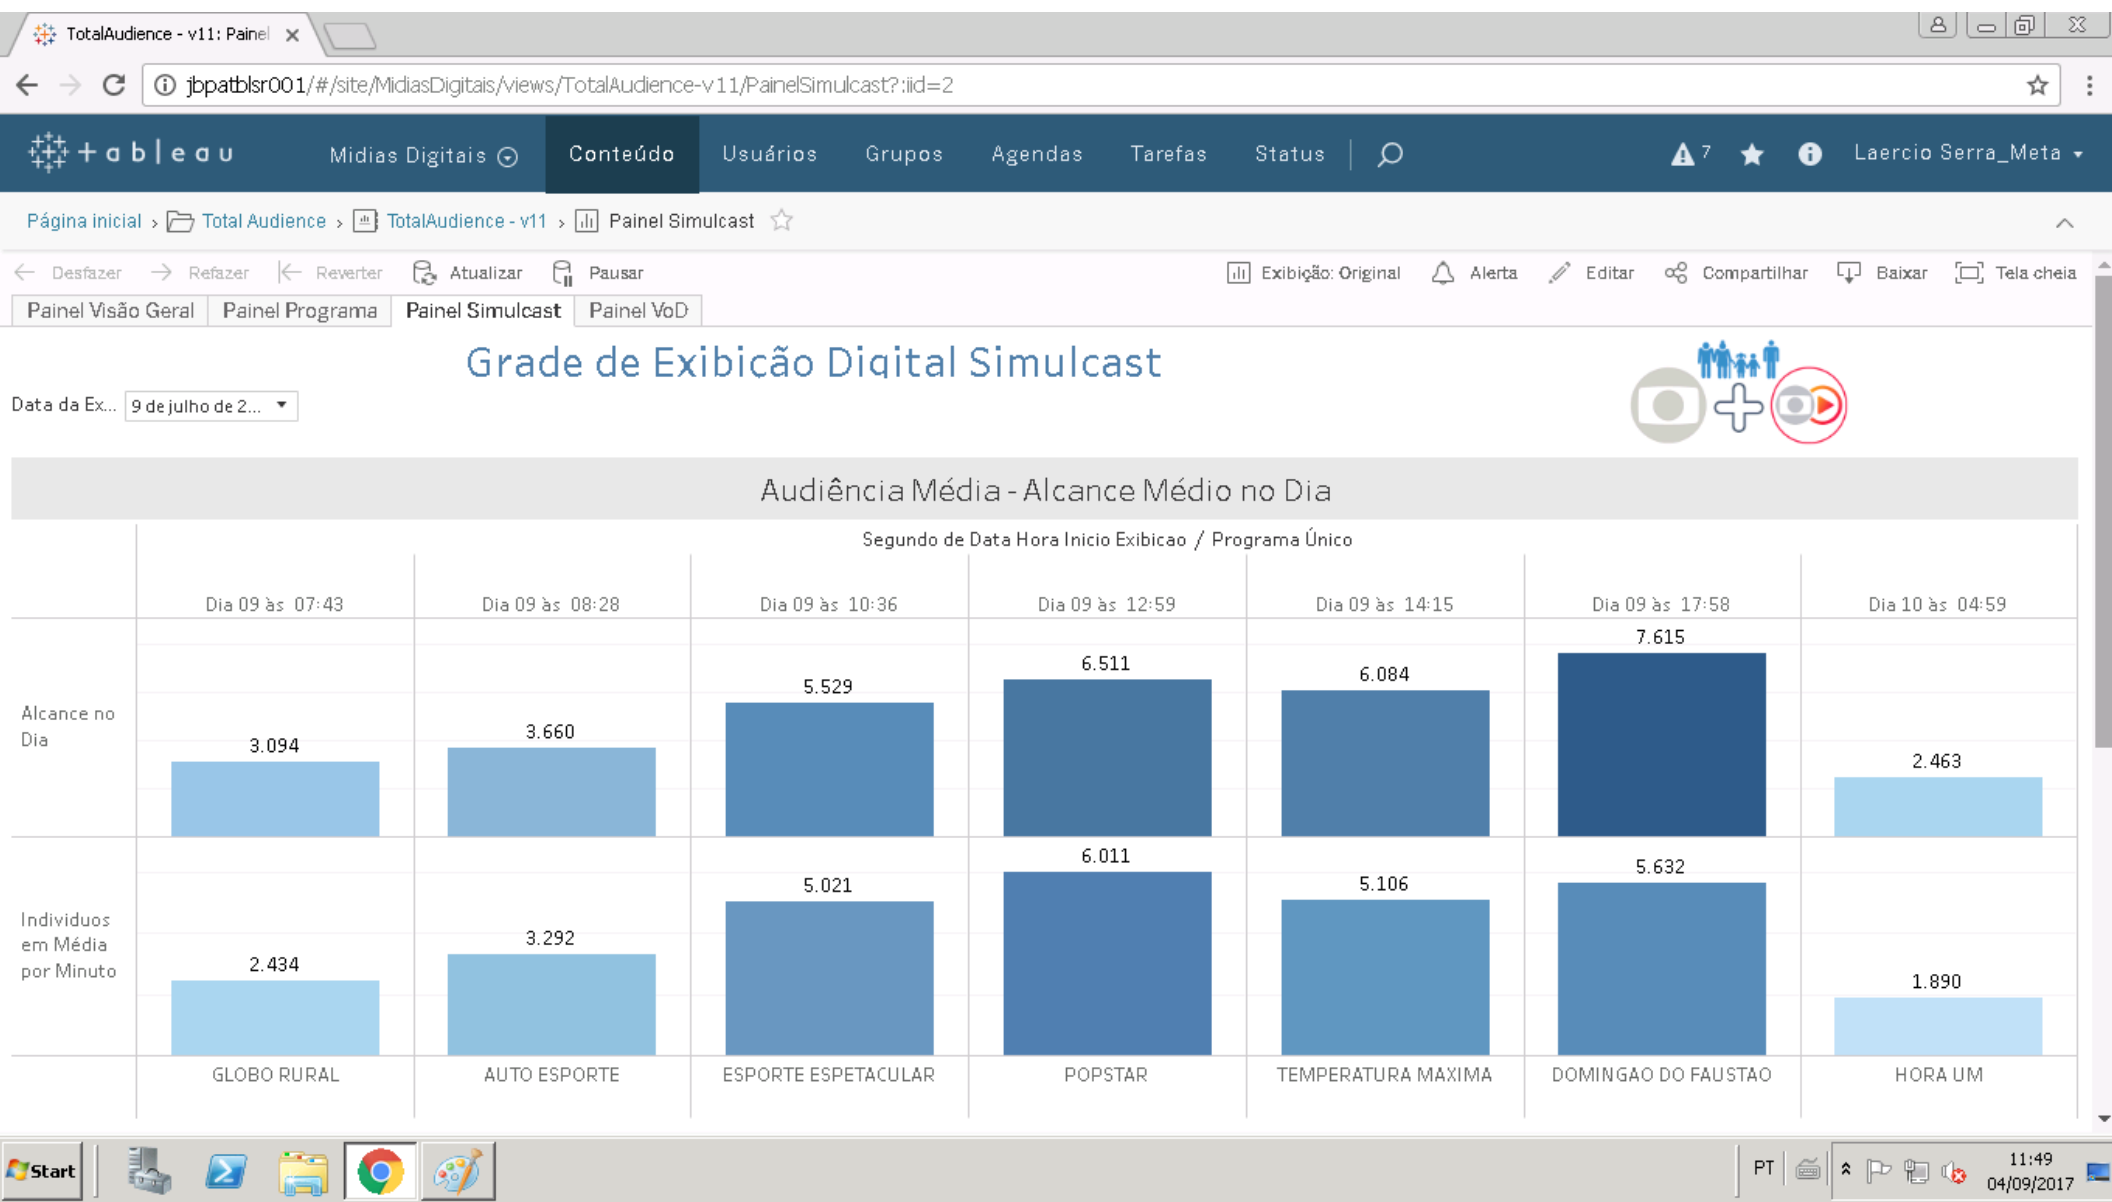 TotalAudience - v11: Painel
jbpatblsr001/#/site/MidiasDigitais/views/TotalAudience-v11/PainelSimulcast?:iid=2
+ableau Midias Digitais Conteúdo Usuários Grupos Agendas Tarefas Status 7 Laercio Serra_Meta
Página inicial > Total Audience > TotalAudience - v11 > Painel Simulcast
Desfazer Refazer Reverter Atualizar Pausar Exibição: Original Alerta Editar Compartilhar Baixar Tela cheia
Painel Visão Geral Painel Programa Painel Simulcast Painel VoD
Grade de Exibição Digital Simulcast
Data da Ex... 9 de julho de 2...
Audiência Média - Alcance Médio no Dia
Segundo de Data Hora Inicio Exibicao / Programa Único
Dia 09 às 07:43 Dia 09 às 08:28 Dia 09 às 10:36 Dia 09 às 12:59 Dia 09 às 14:15 Dia 09 às 17:58 Dia 10 às 04:59
Alcance no
Dia
3.094 3.660 5.529 6.511 6.084 7.615 2.463
Individuos
em Média
por Minuto
2.434 3.292 5.021 6.011 5.106 5.632 1.890
GLOBO RURAL AUTO ESPORTE ESPORTE ESPETACULAR POPSTAR TEMPERATURA MAXIMA DOMINGAO DO FAUSTAO HORA UM
Start PT 11:49
04/09/2017